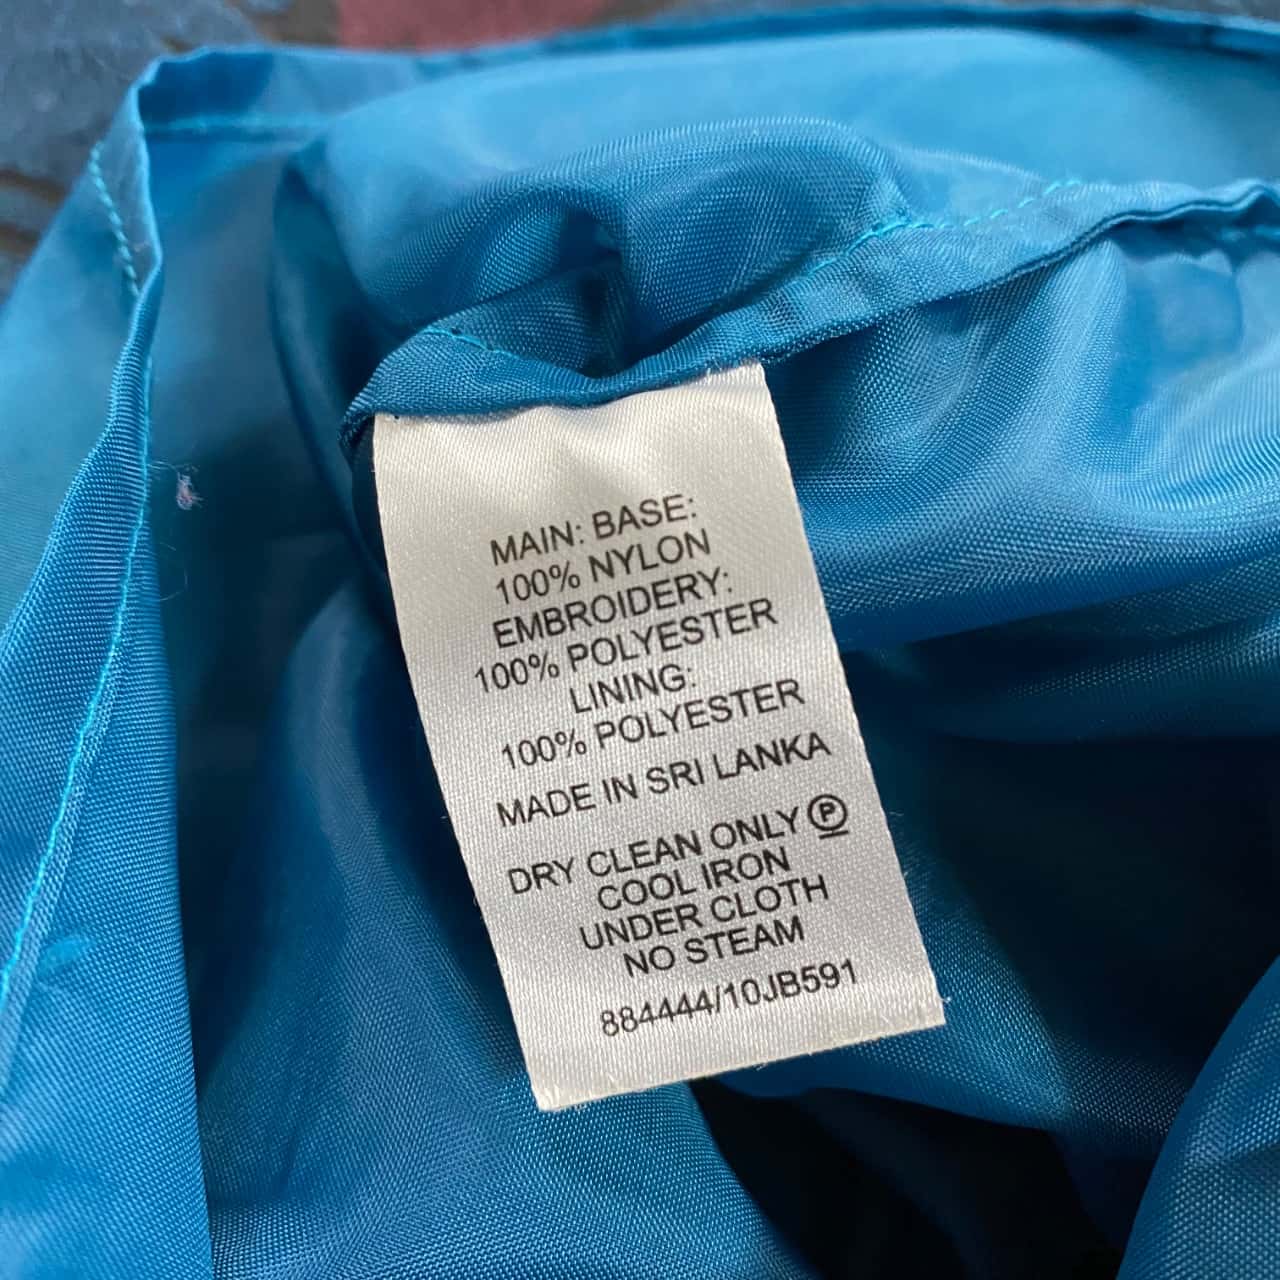 MAIN: BASE:
100% NYLON
EMBROIDERY:
100% POLYESTER
LINING:
100% POLYESTER
MADE IN SRI LANKA
DRY CLEAN ONLY Ⓟ
COOL IRON
UNDER CLOTH
NO STEAM
884444/10JB591